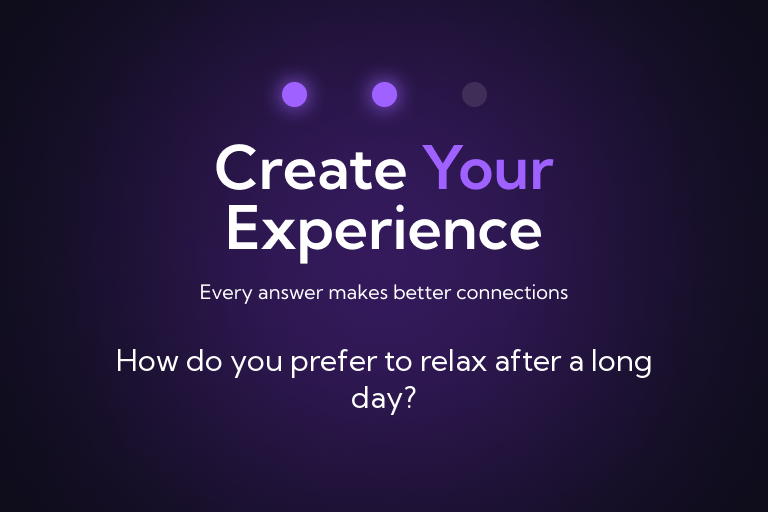 Create Your
Experience
Every answer makes better connections
How do you prefer to relax after a long
day?